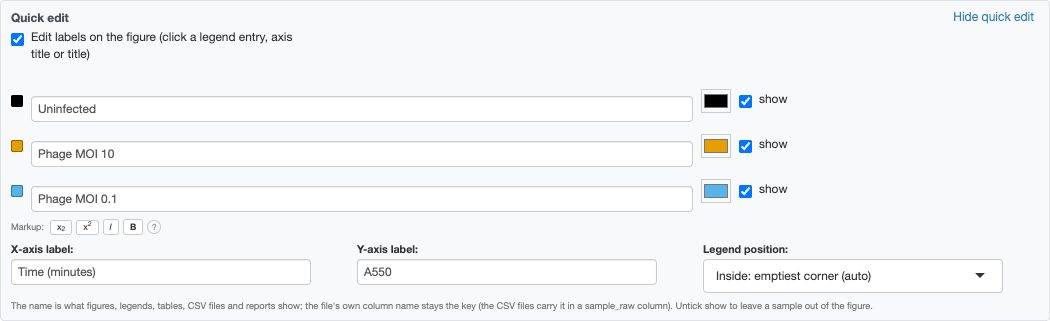 Quick edit
Hide quick edit
Edit labels on the figure (click a legend entry, axis
title or title)
Uninfected
show
Phage MOI 10
show
Phage MOI 0.1
show
Markup: x₂ x² I B ?
X-axis label:
Y-axis label:
Legend position:
Time (minutes)
A550
Inside: emptiest corner (auto)
The name is what figures, legends, tables, CSV files and reports show; the file's own column name stays the key (the CSV files carry it in a sample_raw column). Untick show to leave a sample out of the figure.